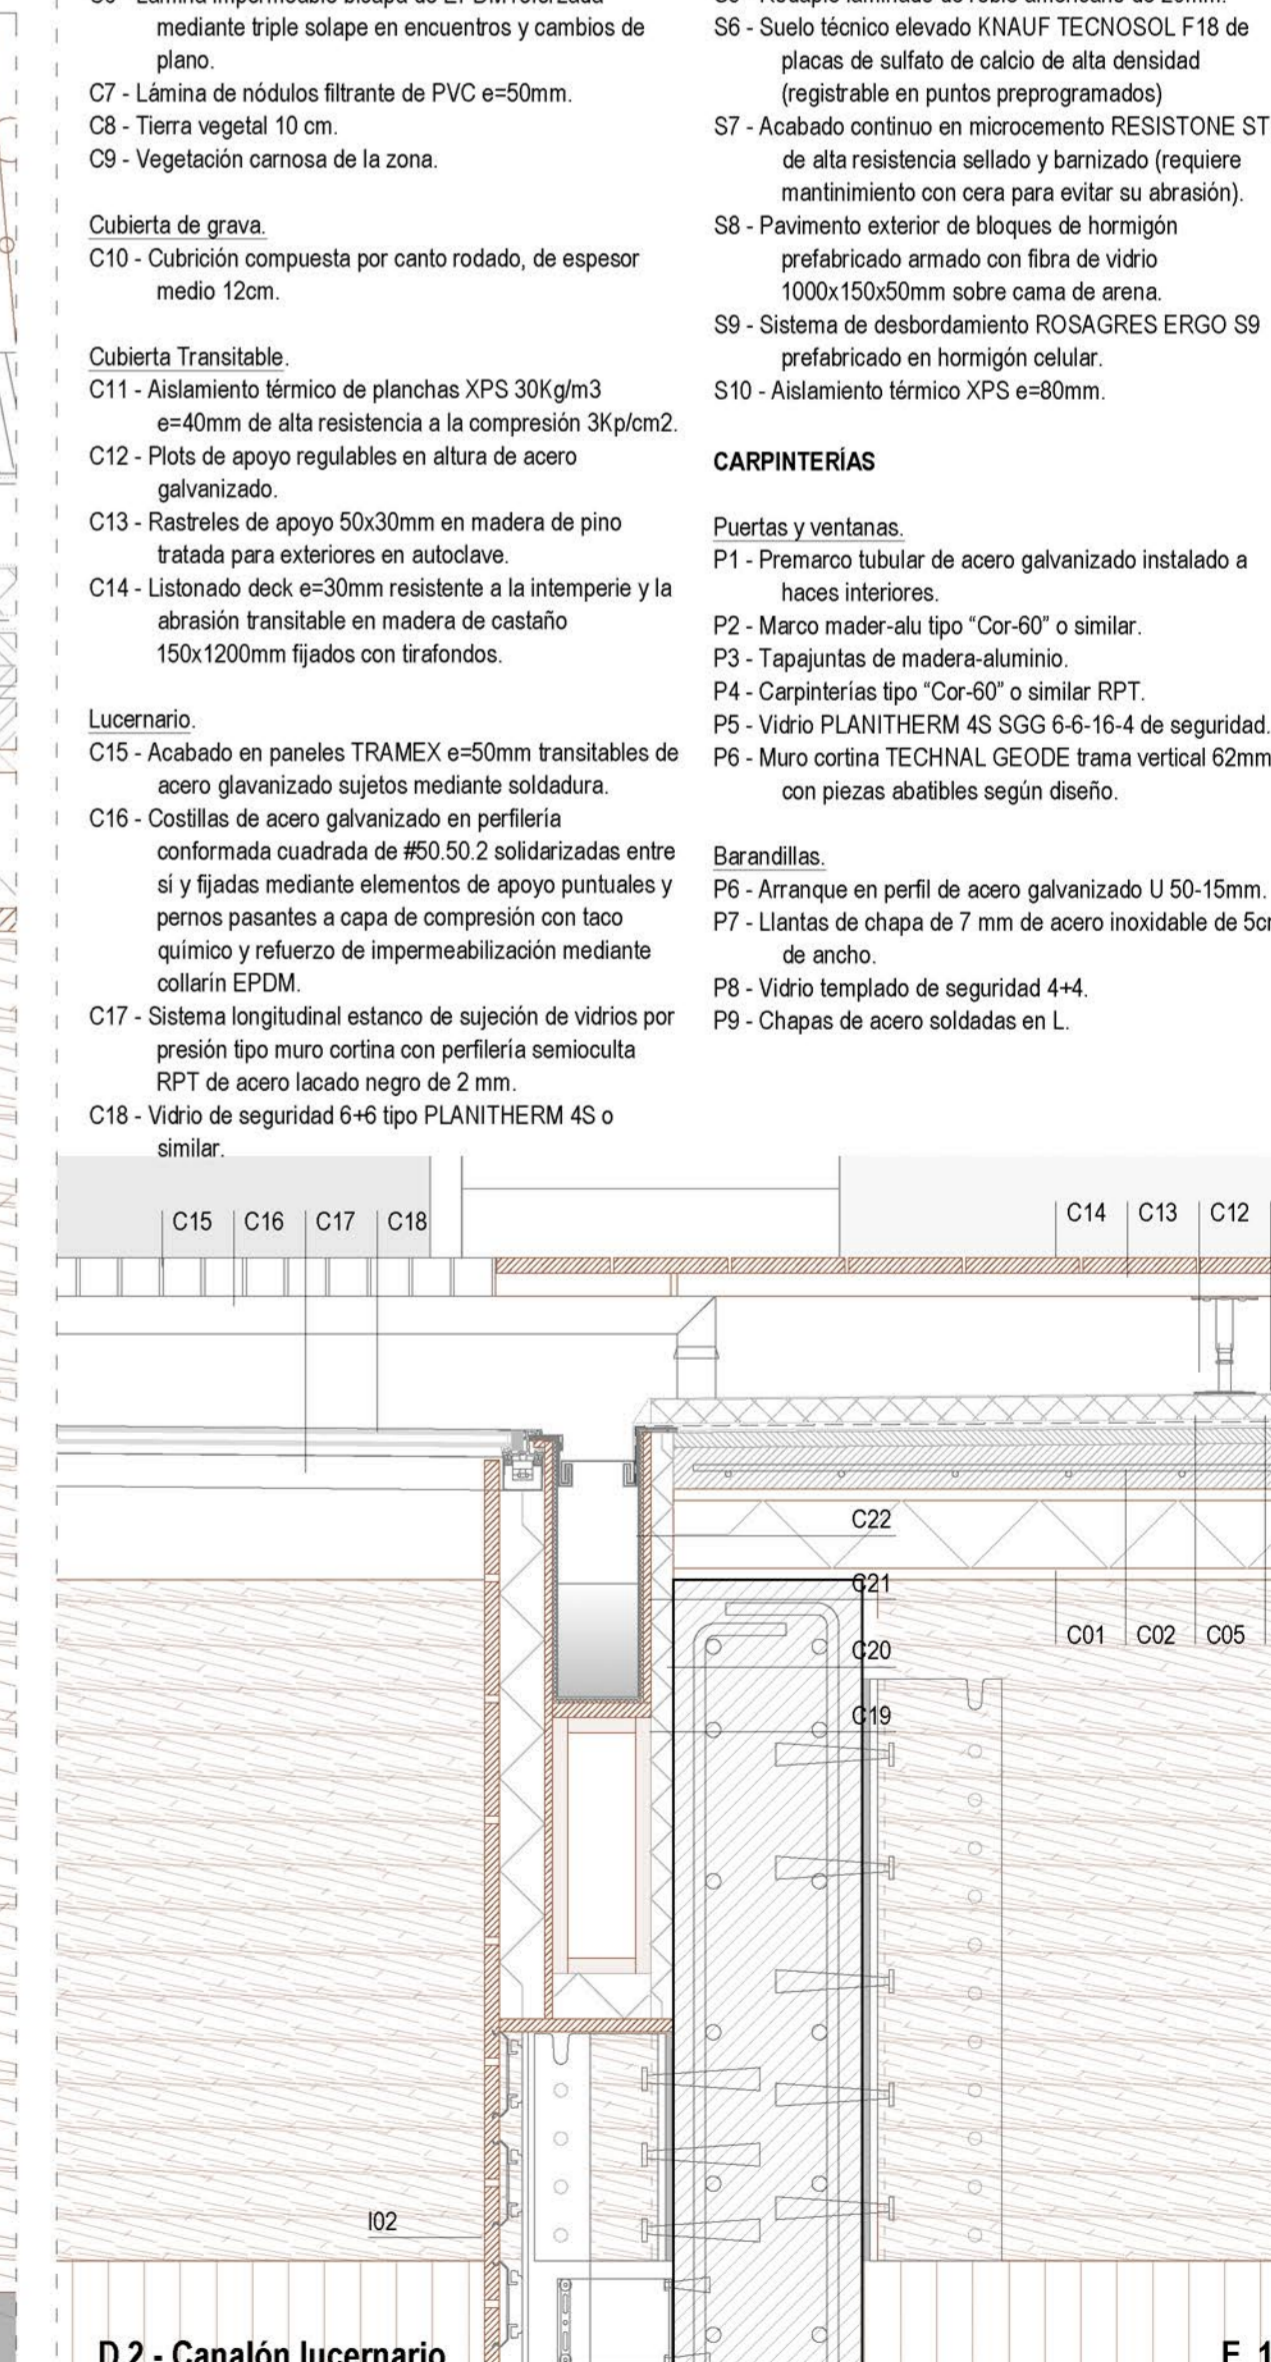 mediante triple solape en encuentros y cambios de
plano.
C7 - Lámina de nódulos filtrante de PVC e=50mm.
C8 - Tierra vegetal 10 cm.
C9 - Vegetación carnosa de la zona.
Cubierta de grava.
C10 - Cubrición compuesta por canto rodado, de espesor
medio 12cm.
Cubierta Transitable.
C11 - Aislamiento térmico de planchas XPS 30Kg/m3
e=40mm de alta resistencia a la compresión 3Kp/cm2.
C12 - Plots de apoyo regulables en altura de acero
galvanizado.
C13 - Rastreles de apoyo 50x30mm en madera de pino
tratada para exteriores en autoclave.
C14 - Listonado deck e=30mm resistente a la intemperie y la
abrasión transitable en madera de castaño
150x1200mm fijados con tirafondos.
Lucernario.
C15 - Acabado en paneles TRAMEX e=50mm transitables de
acero glavanizado sujetos mediante soldadura.
C16 - Costillas de acero galvanizado en perfilería
conformada cuadrada de #50.50.2 solidarizadas entre
sí y fijadas mediante elementos de apoyo puntuales y
pernos pasantes a capa de compresión con taco
químico y refuerzo de impermeabilización mediante
collarín EPDM.
C17 - Sistema longitudinal estanco de sujeción de vidrios por
presión tipo muro cortina con perfilería semioculta
RPT de acero lacado negro de 2 mm.
C18 - Vidrio de seguridad 6+6 tipo PLANITHERM 4S o
similar.
S6 - Suelo técnico elevado KNAUF TECNOSOL F18 de
placas de sulfato de calcio de alta densidad
(registrable en puntos preprogramados)
S7 - Acabado continuo en microcemento RESISTONE ST
de alta resistencia sellado y barnizado (requiere
mantinimiento con cera para evitar su abrasión).
S8 - Pavimento exterior de bloques de hormigón
prefabricado armado con fibra de vidrio
1000x150x50mm sobre cama de arena.
S9 - Sistema de desbordamiento ROSAGRES ERGO S9
prefabricado en hormigón celular.
S10 - Aislamiento térmico XPS e=80mm.
CARPINTERÍAS
Puertas y ventanas.
P1 - Premarco tubular de acero galvanizado instalado a
haces interiores.
P2 - Marco mader-alu tipo “Cor-60” o similar.
P3 - Tapajuntas de madera-aluminio.
P4 - Carpinterías tipo “Cor-60” o similar RPT.
P5 - Vidrio PLANITHERM 4S SGG 6-6-16-4 de seguridad.
P6 - Muro cortina TECHNAL GEODE trama vertical 62mm
con piezas abatibles según diseño.
Barandillas.
P6 - Arranque en perfil de acero galvanizado U 50-15mm.
P7 - Llantas de chapa de 7 mm de acero inoxidable de 5c
de ancho.
P8 - Vidrio templado de seguridad 4+4.
P9 - Chapas de acero soldadas en L.
C15 C16 C17 C18
C14 C13 C12
C22
C21
C20
C19
C01 C02 C05
I02
D 2 - Canalón lucernario
E 1